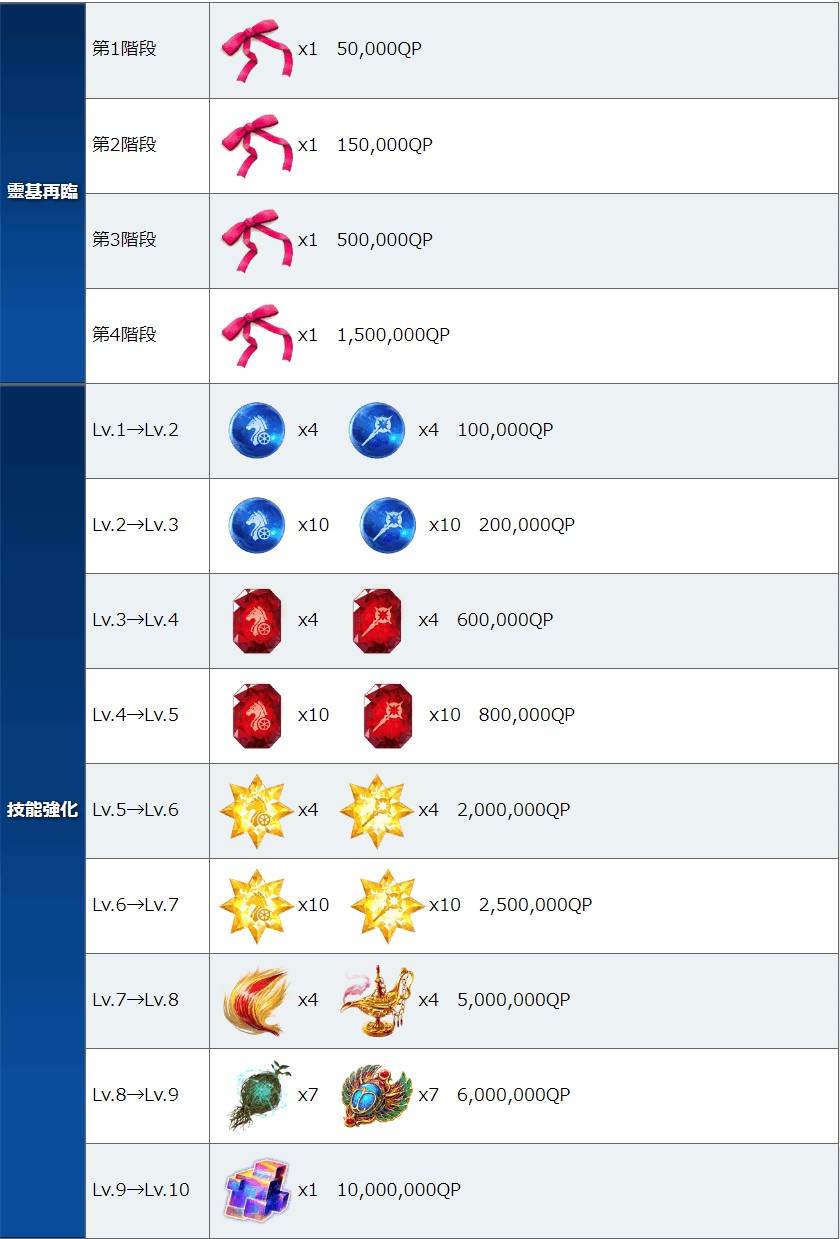 靈基再臨
第1階段 x1 50,000QP
第2階段 x1 150,000QP
第3階段 x1 500,000QP
第4階段 x1 1,500,000QP
技能強化
Lv.1→Lv.2 x4 x4 100,000QP
Lv.2→Lv.3 x10 x10 200,000QP
Lv.3→Lv.4 x4 x4 600,000QP
Lv.4→Lv.5 x10 x10 800,000QP
Lv.5→Lv.6 x4 x4 2,000,000QP
Lv.6→Lv.7 x10 x10 2,500,000QP
Lv.7→Lv.8 x4 x4 5,000,000QP
Lv.8→Lv.9 x7 x7 6,000,000QP
Lv.9→Lv.10 x1 10,000,000QP